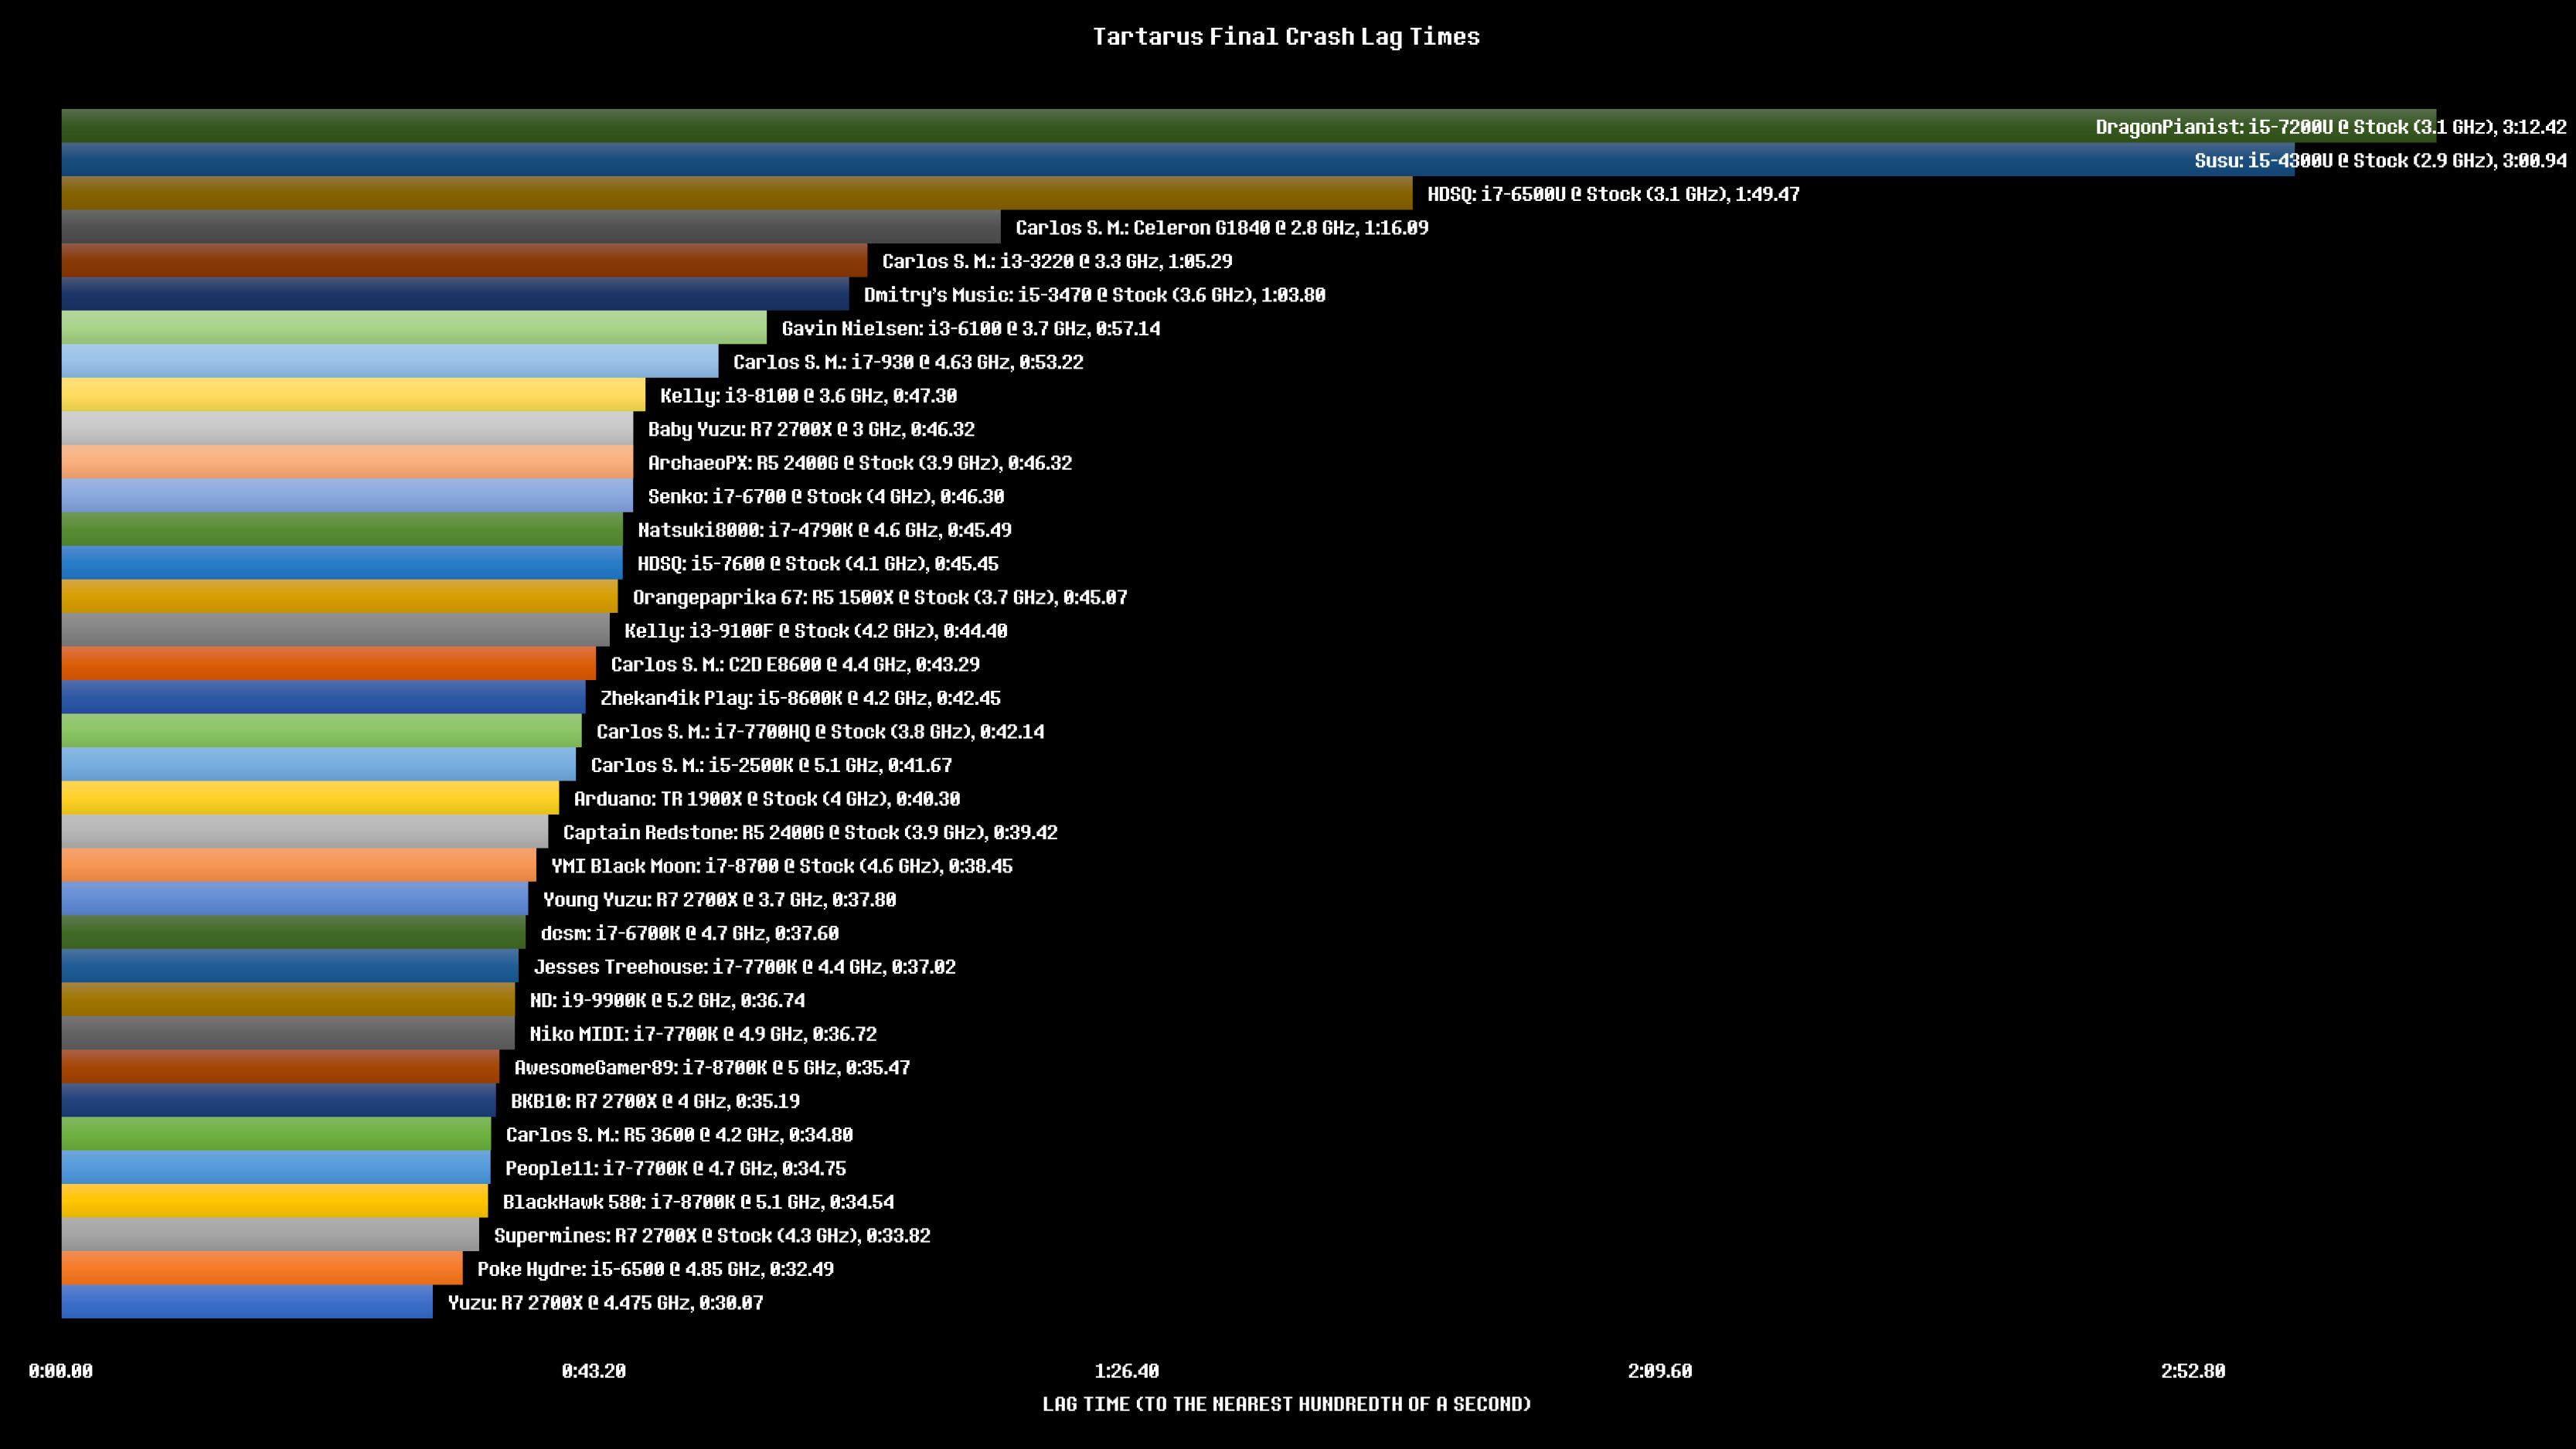 Tartarus Final Crash Lag Times
DragonPianist: i5-7200U @ Stock (3.1 GHz), 3:12.42
Susu: i5-4300U @ Stock (2.9 GHz), 3:00.94
HDSQ: i7-6500U @ Stock (3.1 GHz), 1:49.47
Carlos S. M.: Celeron G1840 @ 2.8 GHz, 1:16.09
Carlos S. M.: i3-3220 @ 3.3 GHz, 1:05.29
Dmitry's Music: i5-3470 @ Stock (3.6 GHz), 1:03.80
Gavin Nielsen: i3-6100 @ 3.7 GHz, 0:57.14
Carlos S. M.: i7-930 @ 4.63 GHz, 0:53.22
Kelly: i3-8100 @ 3.6 GHz, 0:47.30
Baby Yuzu: R7 2700X @ 3 GHz, 0:46.32
ArchaeoPX: R5 2400G @ Stock (3.9 GHz), 0:46.32
Senko: i7-6700 @ Stock (4 GHz), 0:46.30
Natsuki8000: i7-4790K @ 4.6 GHz, 0:45.49
HDSQ: i5-7600 @ Stock (4.1 GHz), 0:45.45
Orangepaprika 67: R5 1500X @ Stock (3.7 GHz), 0:45.07
Kelly: i3-9100F @ Stock (4.2 GHz), 0:44.40
Carlos S. M.: C2D E8600 @ 4.4 GHz, 0:43.29
Zhekan4ik Play: i5-8600K @ 4.2 GHz, 0:42.45
Carlos S. M.: i7-7700HQ @ Stock (3.8 GHz), 0:42.14
Carlos S. M.: i5-2500K @ 5.1 GHz, 0:41.67
Arduano: TR 1900X @ Stock (4 GHz), 0:40.30
Captain Redstone: R5 2400G @ Stock (3.9 GHz), 0:39.42
YMI Black Moon: i7-8700 @ Stock (4.6 GHz), 0:38.45
Young Yuzu: R7 2700X @ 3.7 GHz, 0:37.80
dcsm: i7-6700K @ 4.7 GHz, 0:37.60
Jesses Treehouse: i7-7700K @ 4.4 GHz, 0:37.02
ND: i9-9900K @ 5.2 GHz, 0:36.74
Niko MIDI: i7-7700K @ 4.9 GHz, 0:36.72
AwesomeGamer89: i7-8700K @ 5 GHz, 0:35.47
BKB10: R7 2700X @ 4 GHz, 0:35.19
Carlos S. M.: R5 3600 @ 4.2 GHz, 0:34.80
People11: i7-7700K @ 4.7 GHz, 0:34.75
BlackHawk 580: i7-8700K @ 5.1 GHz, 0:34.54
Supermines: R7 2700X @ Stock (4.3 GHz), 0:33.82
Poke Hydre: i5-6500 @ 4.85 GHz, 0:32.49
Yuzu: R7 2700X @ 4.475 GHz, 0:30.07
0:00.00 0:43.20 1:26.40 2:09.60 2:52.80
LAG TIME (TO THE NEAREST HUNDREDTH OF A SECOND)